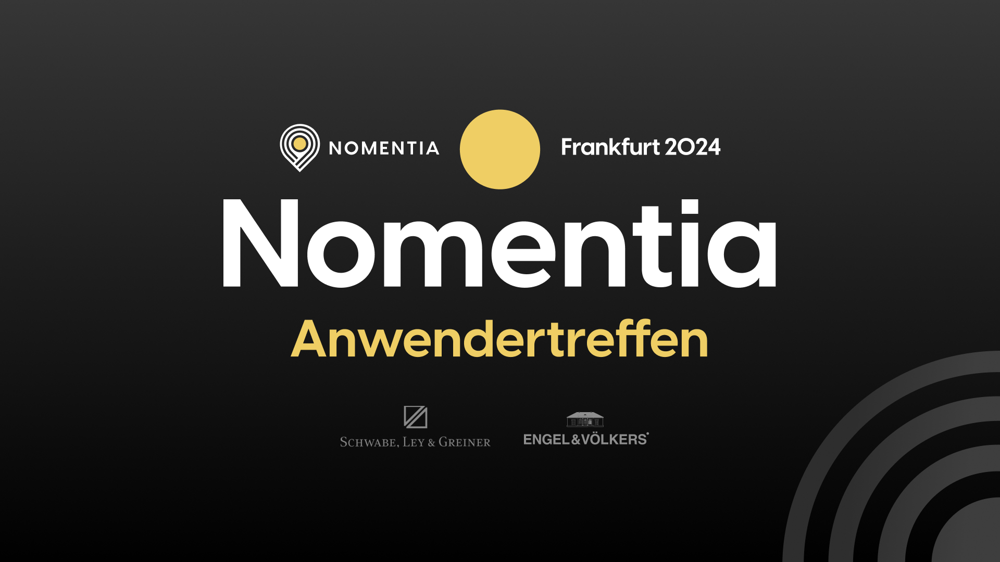 NOMENTIA
Frankfurt 2024
Nomentia
Anwendertreffen
SCHWABE, LEY & GREINER
ENGEL&VÖLKERS